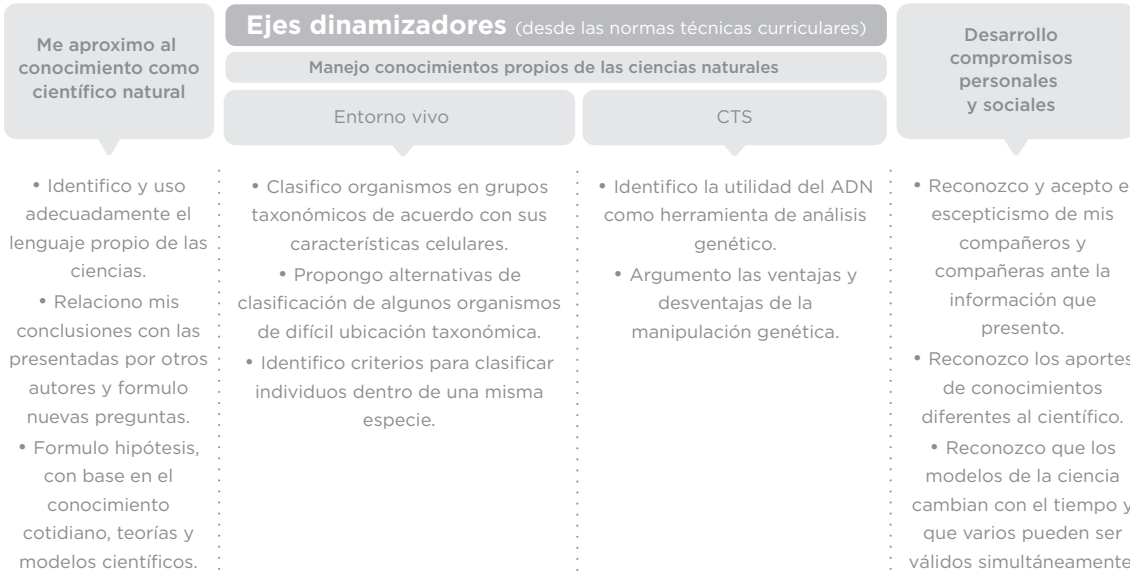 Me aproximo al
conocimiento como
científico natural
• Identifico y uso
adecuadamente el
lenguaje propio de las
ciencias.
• Relaciono mis
conclusiones con las
presentadas por otros
autores y formulo
nuevas preguntas.
• Formulo hipótesis,
con base en el
conocimiento
cotidiano, teorías y
modelos científicos.
Ejes dinamizadores (desde las normas técnicas curriculares)
Manejo conocimientos propios de las ciencias naturales
Entorno vivo
• Clasifico organismos en grupos
taxonómicos de acuerdo con sus
características celulares.
• Propongo alternativas de
clasificación de algunos organismos
de difícil ubicación taxonómica.
• Identifico criterios para clasificar
individuos dentro de una misma
especie.
CTS
• Identifico la utilidad del ADN
como herramienta de análisis
genético.
• Argumento las ventajas y
desventajas de la
manipulación genética.
Desarrollo
compromisos
personales
y sociales
• Reconozco y acepto e
escepticismo de mis
compañeros y
compañeras ante la
información que
presento.
• Reconozco los aportes
de conocimientos
diferentes al científico.
• Reconozco que los
modelos de la ciencia
cambian con el tiempo y
que varios pueden ser
válidos simultáneamente